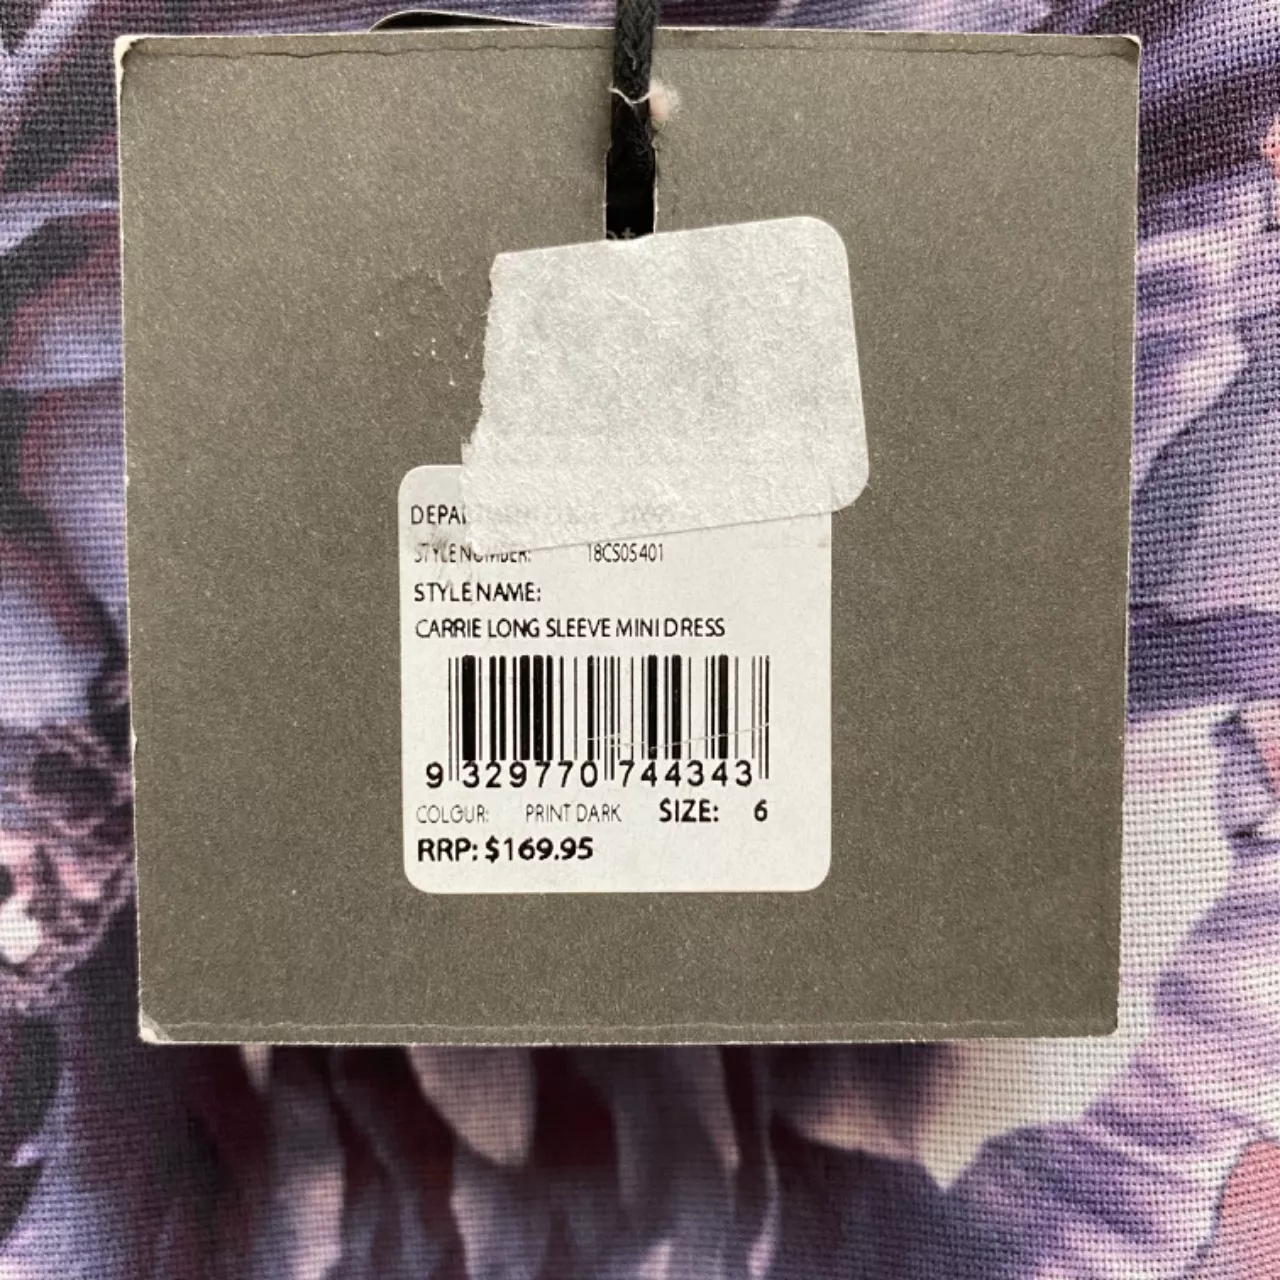 DEPA
STYLE NUMBER: 18CS05401
STYLE NAME:
CARRIE LONG SLEEVE MINI DRESS
9 329770 744343
COLOUR: PRINT DARK SIZE: 6
RRP: $169.95